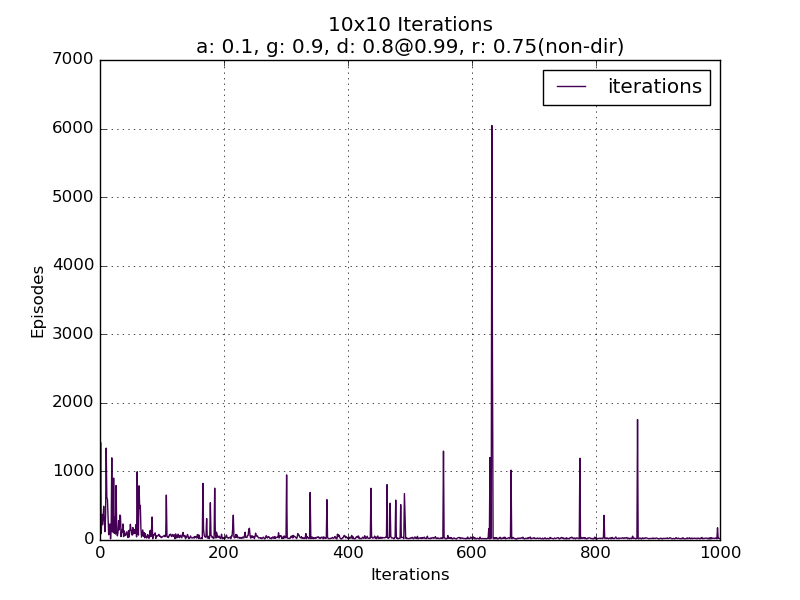 10x10 Iterations
a: 0.1, g: 0.9, d: 0.8@0.99, r: 0.75(non-dir)
7000
iterations
6000
5000
4000
Episodes
3000
2000
1000
0
0 200 400 600 800 1000
Iterations